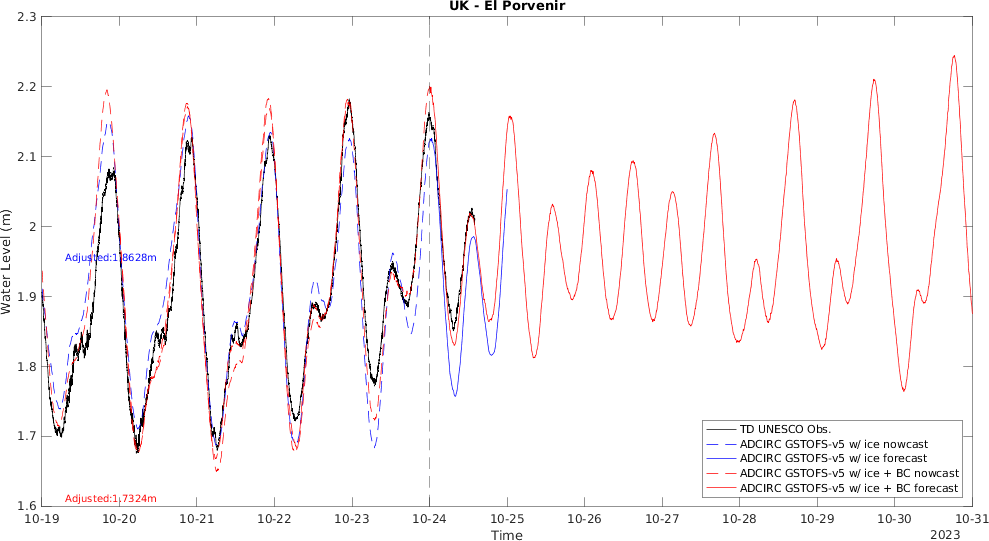 UK - El Porvenir
2.3
2.2
2.1
2
1.9
1.8
1.7
1.6
Water Level (m)
Adjusted:1.8628m
Adjusted:1.7324m
TD UNESCO Obs.
ADCIRC GSTOFS-v5 w/ ice nowcast
ADCIRC GSTOFS-v5 w/ ice forecast
ADCIRC GSTOFS-v5 w/ ice + BC nowcast
ADCIRC GSTOFS-v5 w/ ice + BC forecast
10-19 10-20 10-21 10-22 10-23 10-24 10-25 10-26 10-27 10-28 10-29 10-30 10-31
Time
2023